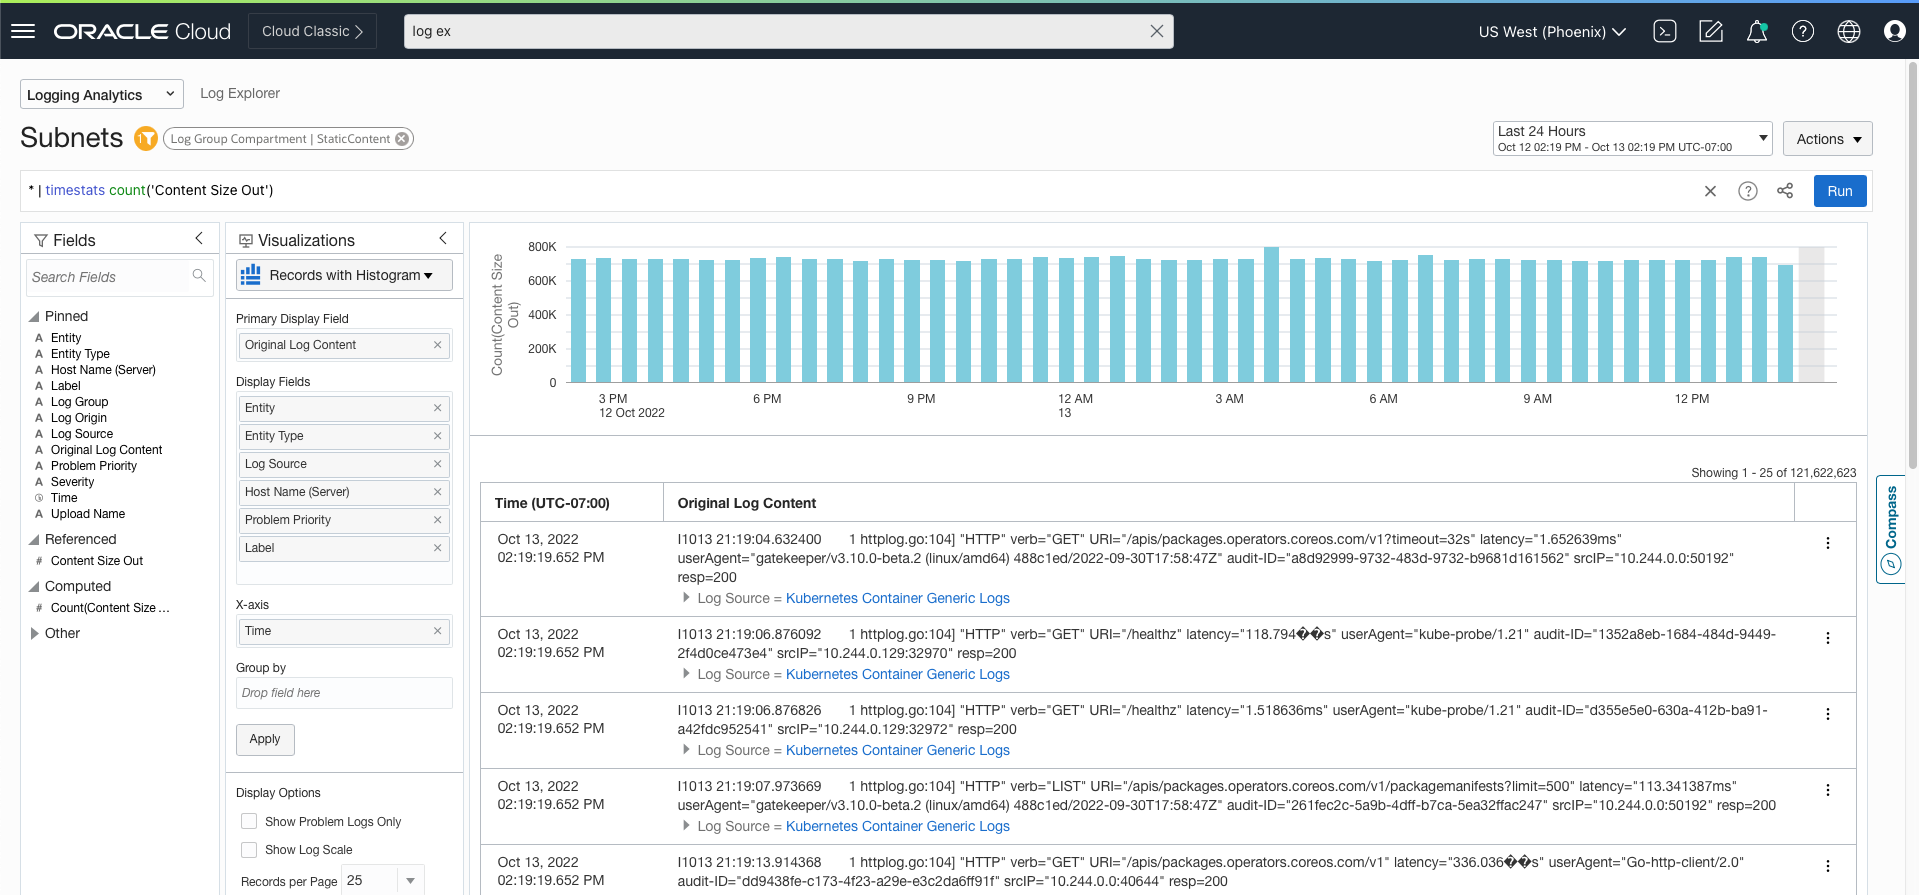 ORACLE Cloud
Cloud Classic
log ex
US West (Phoenix)
Logging Analytics
Log Explorer
Subnets
1
Log Group Compartment | StaticContent
Last 24 Hours
Oct 12 02:19 PM - Oct 13 02:19 PM UTC-07:00
Actions
* | timestats count('Content Size Out')
Run
Fields
Search Fields
Pinned
A Entity
A Entity Type
A Host Name (Server)
A Label
A Log Group
A Log Origin
A Log Source
A Original Log Content
A Problem Priority
A Severity
Time
A Upload Name
Referenced
# Content Size Out
Computed
# Count(Content Size ...
Other
Visualizations
Records with Histogram
Primary Display Field
Original Log Content
Display Fields
Entity
Entity Type
Log Source
Host Name (Server)
Problem Priority
Label
X-axis
Time
Group by
Drop field here
Apply
Display Options
Show Problem Logs Only
Show Log Scale
Records per Page 25
Count(Content Size
Out)
800K
600K
400K
200K
0
3 PM 6 PM 9 PM 12 AM 3 AM 6 AM 9 AM 12 PM
12 Oct 2022 13
Showing 1 - 25 of 121,622,623
Time (UTC-07:00) Original Log Content
Oct 13, 2022
02:19:19.652 PM
I1013 21:19:04.632400 1 httplog.go:104] "HTTP" verb="GET" URI="/apis/packages.operators.coreos.com/v1?timeout=32s" latency="1.652639ms"
userAgent="gatekeeper/v3.10.0-beta.2 (linux/amd64) 488c1ed/2022-09-30T17:58:47Z" audit-ID="a8d92999-9732-483d-9732-b9681d161562" srcIP="10.244.0.0:50192"
resp=200
Log Source = Kubernetes Container Generic Logs
Oct 13, 2022
02:19:19.652 PM
I1013 21:19:06.876092 1 httplog.go:104] "HTTP" verb="GET" URI="/healthz" latency="118.794��s" userAgent="kube-probe/1.21" audit-ID="1352a8eb-1684-484d-9449-
2f4d0ce473e4" srcIP="10.244.0.129:32970" resp=200
Log Source = Kubernetes Container Generic Logs
Oct 13, 2022
02:19:19.652 PM
I1013 21:19:06.876826 1 httplog.go:104] "HTTP" verb="GET" URI="/healthz" latency="1.518636ms" userAgent="kube-probe/1.21" audit-ID="d355e5e0-630a-412b-ba91-
a42fdc952541" srcIP="10.244.0.129:32972" resp=200
Log Source = Kubernetes Container Generic Logs
Oct 13, 2022
02:19:19.652 PM
I1013 21:19:07.973669 1 httplog.go:104] "HTTP" verb="LIST" URI="/apis/packages.operators.coreos.com/v1/packagemanifests?limit=500" latency="113.341387ms"
userAgent="gatekeeper/v3.10.0-beta.2 (linux/amd64) 488c1ed/2022-09-30T17:58:47Z" audit-ID="261fec2c-5a9b-4dff-b7ca-5ea32ffac247" srcIP="10.244.0.0:50192" resp=200
Log Source = Kubernetes Container Generic Logs
Oct 13, 2022
02:19:19.652 PM
I1013 21:19:13.914368 1 httplog.go:104] "HTTP" verb="GET" URI="/apis/packages.operators.coreos.com/v1" latency="336.036��s" userAgent="Go-http-client/2.0"
audit-ID="dd9438fe-c173-4f23-a29e-e3c2da6ff91f" srcIP="10.244.0.0:40644" resp=200
Compass